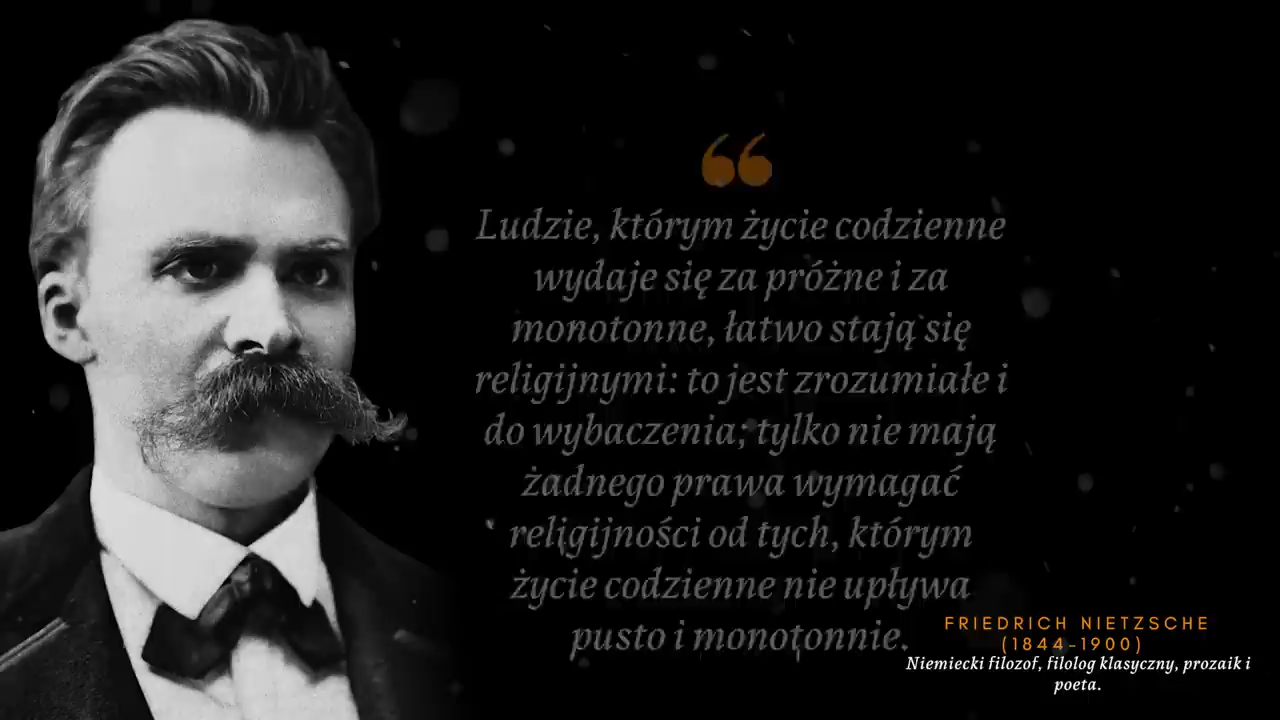 ❝
Ludzie, którym życie codzienne
wydaje się za próżne i za
monotonne, łatwo stają się
religijnymi: to jest zrozumiałe i
do wybaczenia; tylko nie mają
żadnego prawa wymagać
religijności od tych, którym
życie codzienne nie upływa
pusto i monotonnie.
FRIEDRICH NIETZSCHE
(1844-1900)
Niemiecki filozof, filolog klasyczny, prozaik i
poeta.